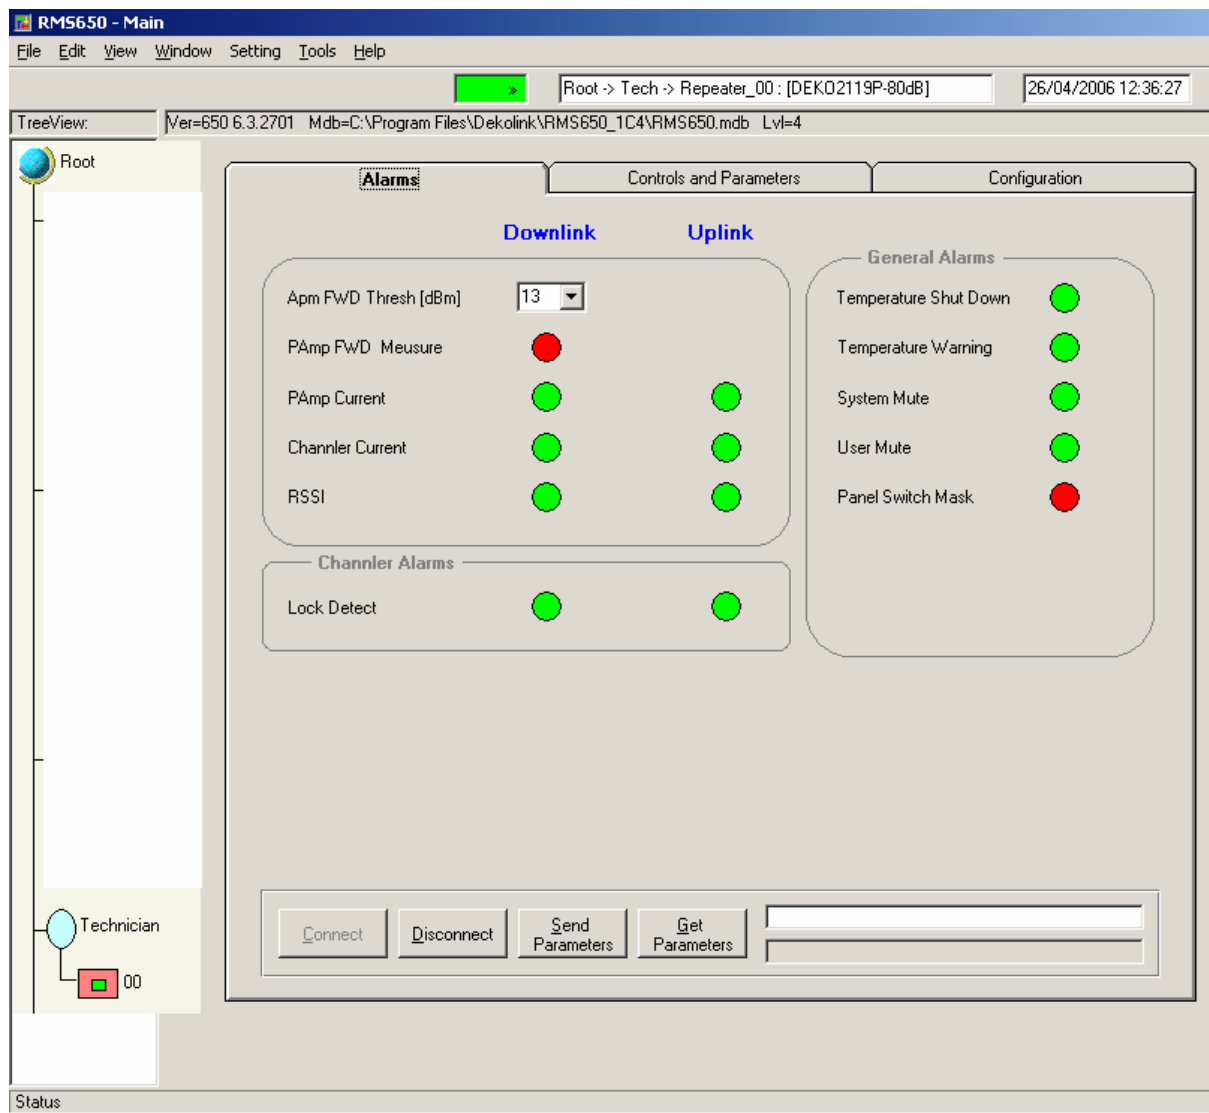 RMS650 - Main
File Edit View Window Setting Tools Help
» Root -> Tech -> Repeater_00 : [DEKO2119P-80dB] 26/04/2006 12:36:27
TreeView: Ver=650 6.3.2701 Mdb=C:\Program Files\Dekolink\RMS650_1C4\RMS650.mdb Lvl=4
Root
Alarms Controls and Parameters Configuration
Downlink Uplink
General Alarms
Apm FWD Thresh [dBm] 13 Temperature Shut Down
PAmp FWD Meusure Temperature Warning
PAmp Current System Mute
Channler Current User Mute
RSSI Panel Switch Mask
Channler Alarms
Lock Detect
Technician
00
Connect Disconnect Send Parameters Get Parameters
Status